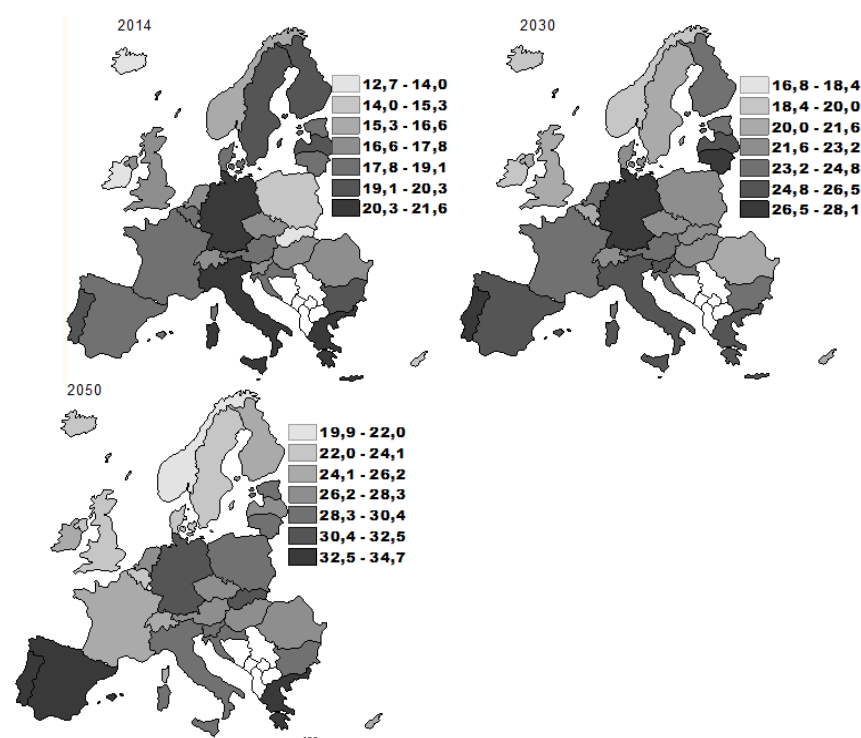 2014
12,7 - 14,0
14,0 - 15,3
15,3 - 16,6
16,6 - 17,8
17,8 - 19,1
19,1 - 20,3
20,3 - 21,6
2030
16,8 - 18,4
18,4 - 20,0
20,0 - 21,6
21,6 - 23,2
23,2 - 24,8
24,8 - 26,5
26,5 - 28,1
2050
19,9 - 22,0
22,0 - 24,1
24,1 - 26,2
26,2 - 28,3
28,3 - 30,4
30,4 - 32,5
32,5 - 34,7